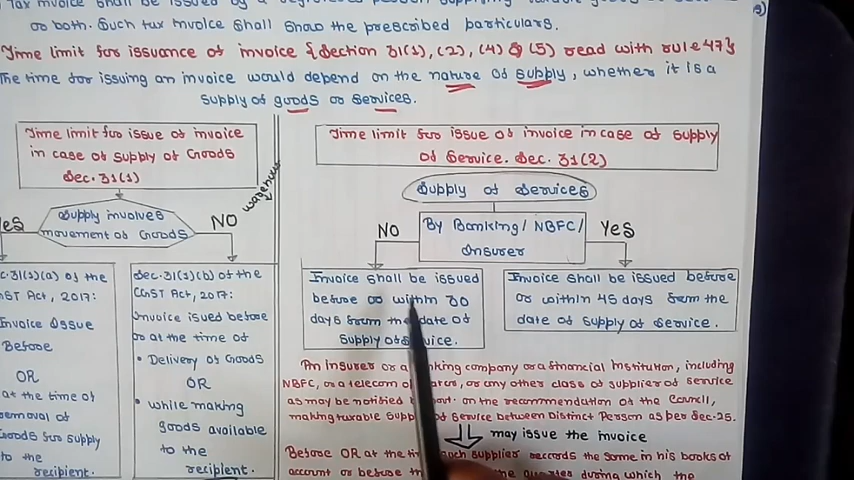 Tax invoice shall be issued by a registered person supplying taxable goods
or both. Such tax invoice shall show the prescribed particulars.
Time limit for issuance of invoice {Section 31(1), (2), (4) & (5) read with rule 47}
The time for issuing an invoice would depend on the nature of supply, whether it is a
supply of goods or services.
Time limit for issue of invoice
in case of supply of Goods
Sec. 31(1)
Supply involves
movement of Goods
Yes
NO
wagering
Sec. 31(1)(a) of the
CGST Act, 2017:
Invoice issue
Before
OR
at the time of
removal of
Goods for supply
to the
recipient.
Sec. 31(1)(b) of the
CGST Act, 2017:
Invoice isued before
or at the time of
• Delivery of Goods
OR
• while making
goods available
to the
recipient.
Time limit for issue of invoice in case of supply
of Service. Sec. 31(2)
Supply of Services
By Banking/NBFC/
Insurer
NO
Yes
Invoice shall be issued
before or within 30
days from the date of
supply of service.
Invoice shall be issued before
or within 45 days from the
date of supply of service.
An insurer or a banking company or a financial Institution, including
NBFC, or a telecom or any other class of supplier of service
as may be notified by Govt. on the recommendation of the Council,
making taxable supply of service between Distinct Person as per Sec-25.
may issue the invoice
Before OR at the time such supplier records the same in his books of
account or before the quarter during which the